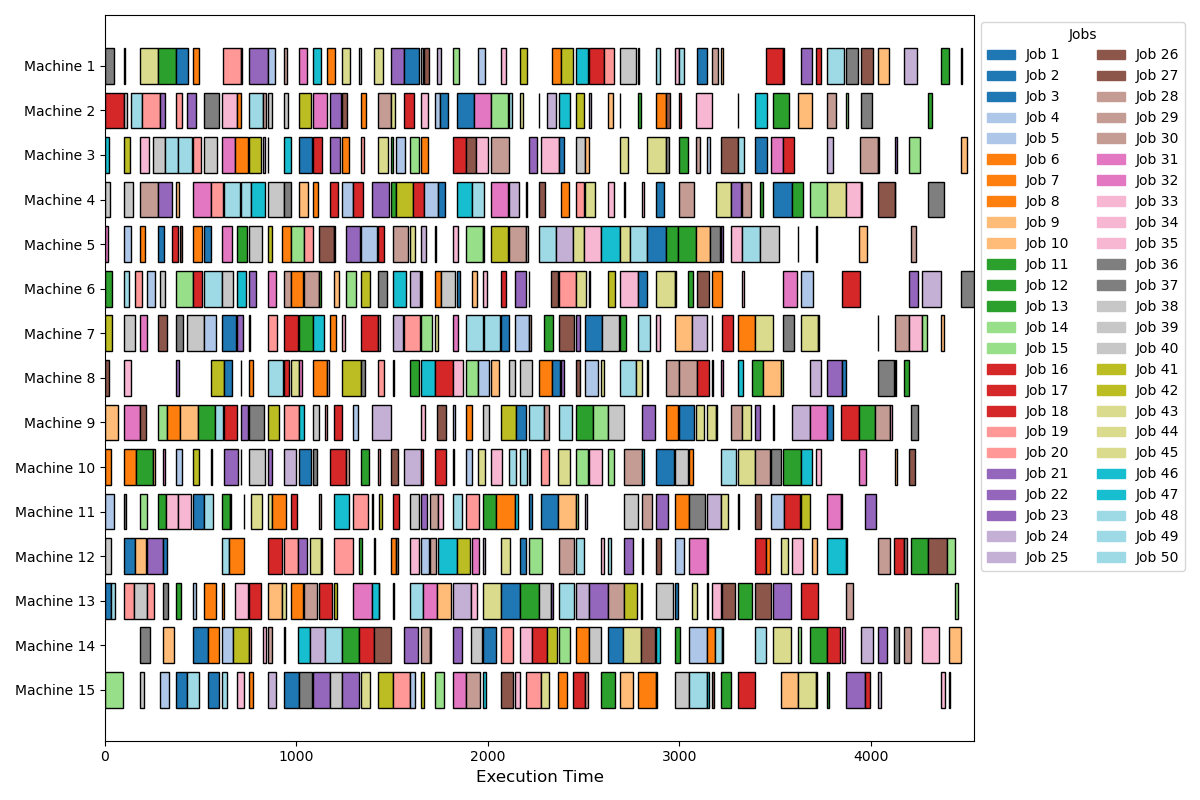 Machine 1
Machine 2
Machine 3
Machine 4
Machine 5
Machine 6
Machine 7
Machine 8
Machine 9
Machine 10
Machine 11
Machine 12
Machine 13
Machine 14
Machine 15
0 1000 2000 3000 4000
Execution Time
Jobs
Job 1 Job 26
Job 2 Job 27
Job 3 Job 28
Job 4 Job 29
Job 5 Job 30
Job 6 Job 31
Job 7 Job 32
Job 8 Job 33
Job 9 Job 34
Job 10 Job 35
Job 11 Job 36
Job 12 Job 37
Job 13 Job 38
Job 14 Job 39
Job 15 Job 40
Job 16 Job 41
Job 17 Job 42
Job 18 Job 43
Job 19 Job 44
Job 20 Job 45
Job 21 Job 46
Job 22 Job 47
Job 23 Job 48
Job 24 Job 49
Job 25 Job 50